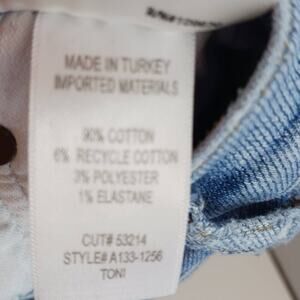 MADE IN TURKEY
IMPORTED MATERIALS
90% COTTON
6% RECYCLE COTTON
3% POLYESTER
1% ELASTANE
CUT# 53214
STYLE# A133-1256
TONI